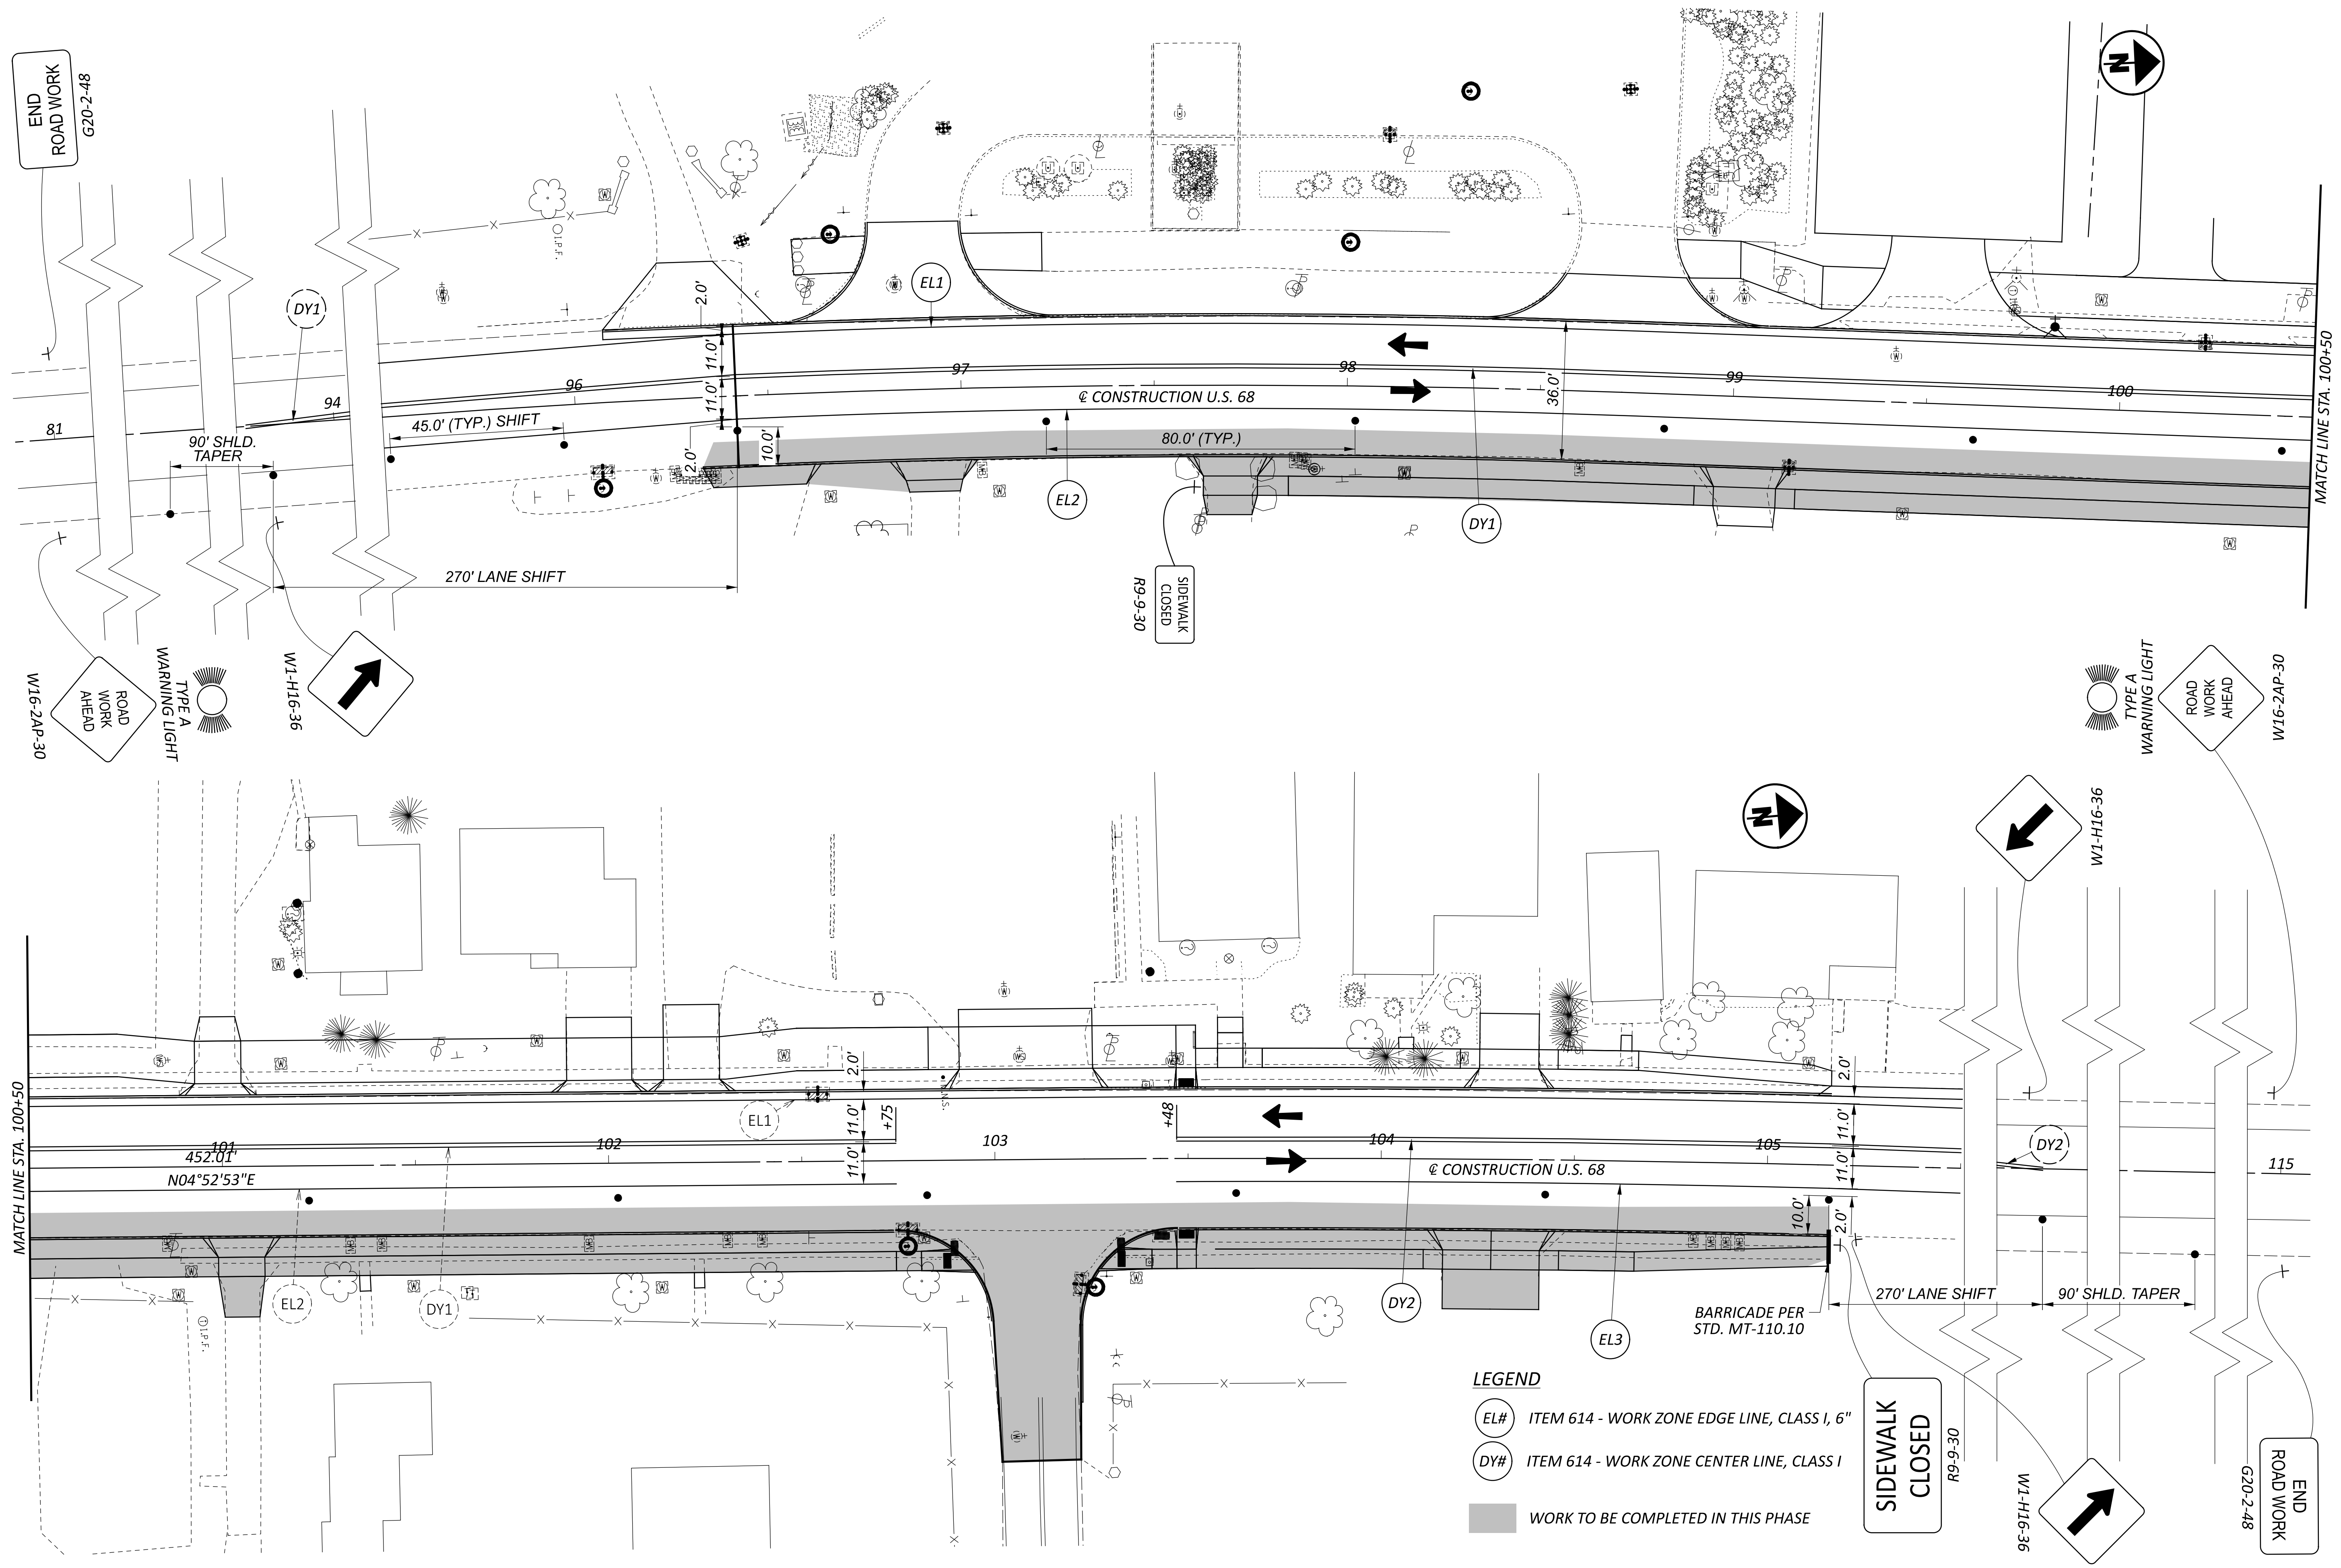 END
ROAD WORK
G20-2-48
N
DY1
EL1
2.0'
11.0'
11.0'
2.0'
10.0'
81
94
96
97
98
99
100
℄ CONSTRUCTION U.S. 68
36.0'
45.0' (TYP.) SHIFT
90' SHLD.
TAPER
80.0' (TYP.)
EL2
DY1
270' LANE SHIFT
I.P.F.
MATCH LINE STA. 100+50
SIDEWALK
CLOSED
R9-9-30
W16-2AP-30
ROAD
WORK
AHEAD
TYPE A
WARNING LIGHT
W1-H16-36
TYPE A
WARNING LIGHT
ROAD
WORK
AHEAD
W16-2AP-30
N
W1-H16-36
MATCH LINE STA. 100+50
EL1
2.0'
11.0'
11.0'
+75
+48
101
102
103
104
105
115
452.01'
N04°52'53"E
℄ CONSTRUCTION U.S. 68
2.0'
11.0'
11.0'
10.0'
2.0'
DY2
EL2
DY1
DY2
EL3
I.P.F.
270' LANE SHIFT
90' SHLD. TAPER
BARRICADE PER
STD. MT-110.10
LEGEND
EL# ITEM 614 - WORK ZONE EDGE LINE, CLASS I, 6"
DY# ITEM 614 - WORK ZONE CENTER LINE, CLASS I
WORK TO BE COMPLETED IN THIS PHASE
SIDEWALK
CLOSED
R9-9-30
W1-H16-36
G20-2-48
END
ROAD WORK